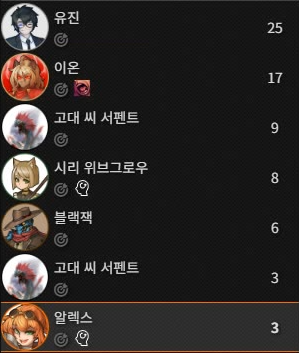 유진 25
이온 17
고대 씨 서펜트 9
시리 위브그로우 8
블랙잭 6
고대 씨 서펜트 3
알렉스 3